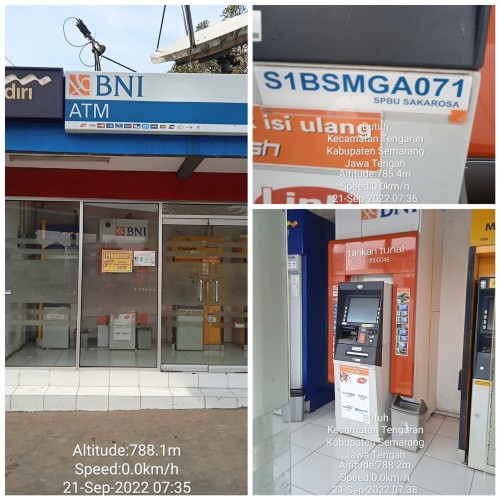 diri
BNI
ATM
BNI
Altitude:788.1m
Speed:0.0km/h
21-Sep-2022 07:35
S1BSMGA071
SPBU SAKAROSA
isi ulang
Butuh
Kecamatan Tengaran
Kabupaten Semarang
Jawa Tengah
Altitude:785.4m
Speed:0.0km/h
21-Sep-2022 07:36
BNI
tarikan tunai
Butuh
Kecamatan Tengaran
Kabupaten Semarang
Jawa Tengah
Altitude:788.2m
Speed:0.0km/h
21-Sep-2022 07:38